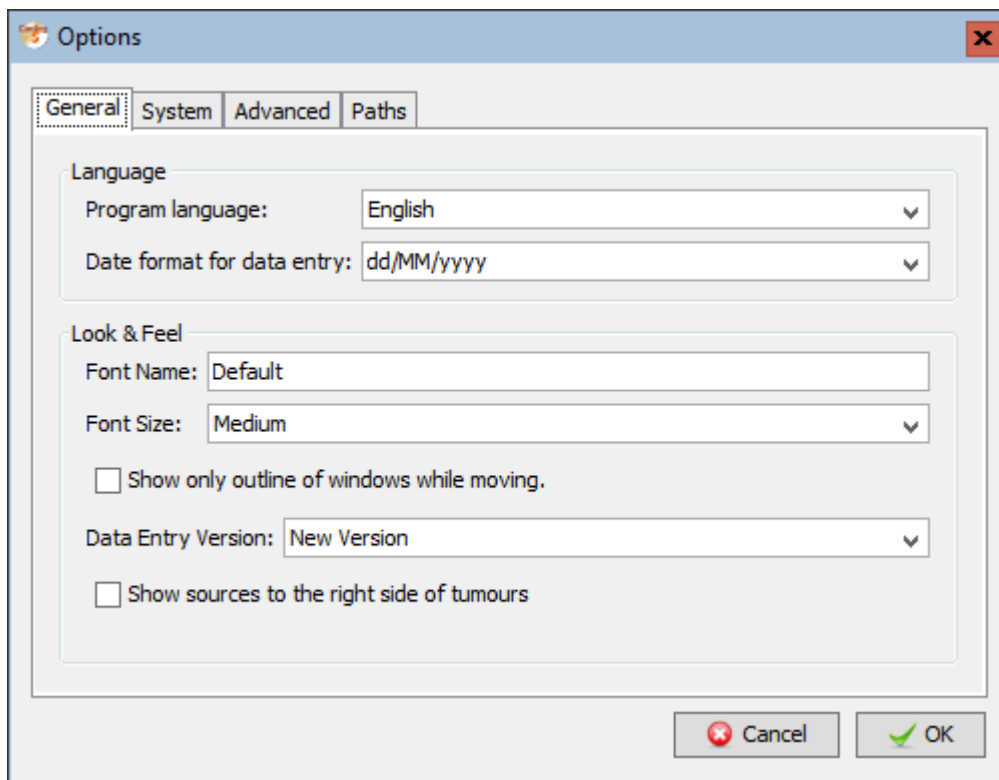 Options
General System Advanced Paths
Language
Program language: English
Date format for data entry: dd/MM/yyyy
Look & Feel
Font Name: Default
Font Size: Medium
Show only outline of windows while moving.
Data Entry Version: New Version
Show sources to the right side of tumours
Cancel OK